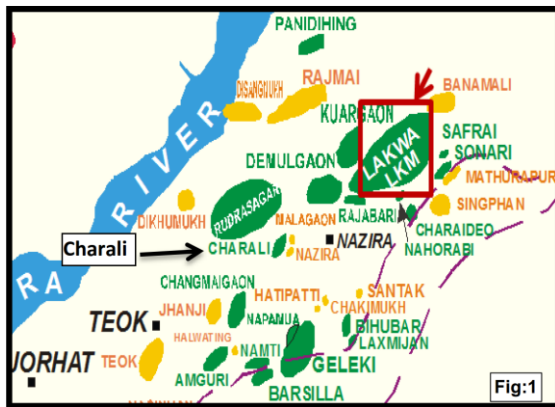 PANIDIHING
DISANGMUKH
RAJMAI
BANAMALI
KUARGAON
LAKWA
LKM
SAFRAI
SONARI
DEMULGAON
MATHURAPUR
RIVER
RUDRASAGAR
DIKHUMUKH
MALAGAON
RAJABARI
SINGPHAN
Charali
CHARALI
NAZIRA
NAZIRA
CHARAIDEO
NAHORABI
RA
CHANGMAIGAON
HATIPATTI
SANTAK
JHANJI
NAPAMUA
CHAKIMUKH
TEOK
BIHUBAR
HALWATING
LAXMIJAN
JORHAT
TEOK
NAMTI
GELEKI
AMGURI
BARSILLA
Fig:1